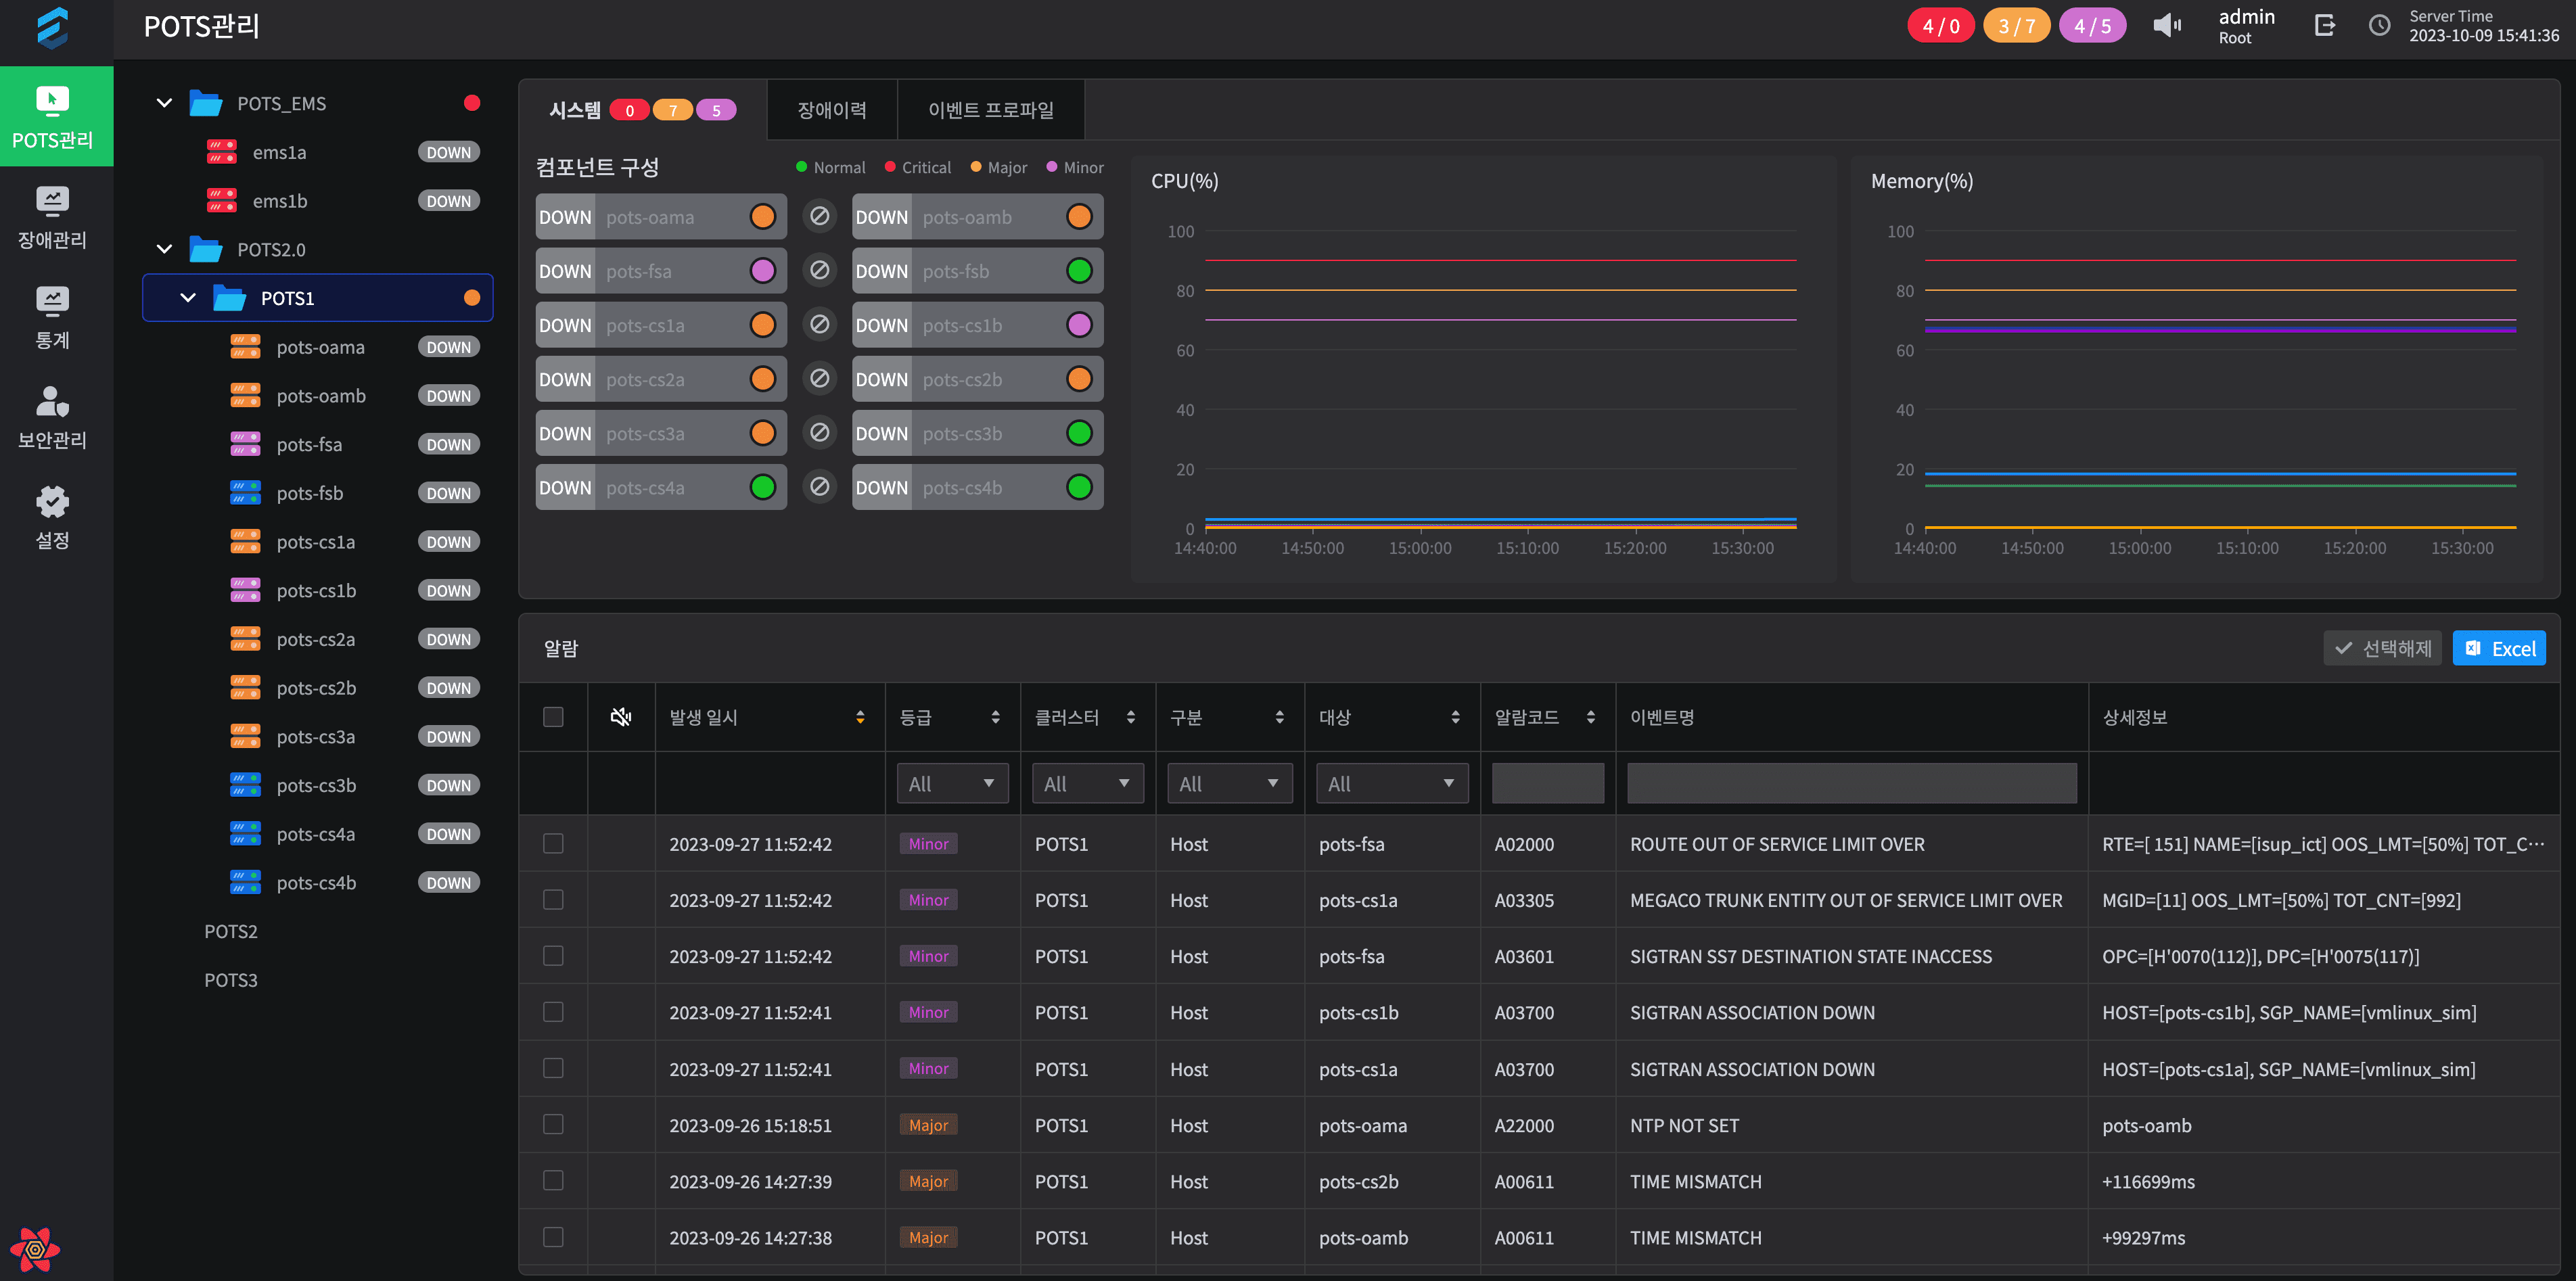 POTS관리
4 / 0 3 / 7 4 / 5
admin
Root
Server Time
2023-10-09 15:41:36
POTS관리
장애관리
통계
보안관리
설정
POTS_EMS
ems1a DOWN
ems1b DOWN
POTS2.0
POTS1
pots-oama DOWN
pots-oamb DOWN
pots-fsa DOWN
pots-fsb DOWN
pots-cs1a DOWN
pots-cs1b DOWN
pots-cs2a DOWN
pots-cs2b DOWN
pots-cs3a DOWN
pots-cs3b DOWN
pots-cs4a DOWN
pots-cs4b DOWN
POTS2
POTS3
시스템 0 7 5 장애이력 이벤트 프로파일
컴포넌트 구성 Normal Critical Major Minor
DOWN pots-oama DOWN pots-oamb
DOWN pots-fsa DOWN pots-fsb
DOWN pots-cs1a DOWN pots-cs1b
DOWN pots-cs2a DOWN pots-cs2b
DOWN pots-cs3a DOWN pots-cs3b
DOWN pots-cs4a DOWN pots-cs4b
CPU(%)
100
80
60
40
20
0
14:40:00 14:50:00 15:00:00 15:10:00 15:20:00 15:30:00
Memory(%)
100
80
60
40
20
0
14:40:00 14:50:00 15:00:00 15:10:00 15:20:00 15:30:00
알람 선택해제 Excel
발생 일시 등급 클러스터 구분 대상 알람코드 이벤트명 상세정보
All All All All
2023-09-27 11:52:42 Minor POTS1 Host pots-fsa A02000 ROUTE OUT OF SERVICE LIMIT OVER RTE=[ 151] NAME=[isup_ict] OOS_LMT=[50%] TOT_C…
2023-09-27 11:52:42 Minor POTS1 Host pots-cs1a A03305 MEGACO TRUNK ENTITY OUT OF SERVICE LIMIT OVER MGID=[11] OOS_LMT=[50%] TOT_CNT=[992]
2023-09-27 11:52:42 Minor POTS1 Host pots-fsa A03601 SIGTRAN SS7 DESTINATION STATE INACCESS OPC=[H'0070(112)], DPC=[H'0075(117)]
2023-09-27 11:52:41 Minor POTS1 Host pots-cs1b A03700 SIGTRAN ASSOCIATION DOWN HOST=[pots-cs1b], SGP_NAME=[vmlinux_sim]
2023-09-27 11:52:41 Minor POTS1 Host pots-cs1a A03700 SIGTRAN ASSOCIATION DOWN HOST=[pots-cs1a], SGP_NAME=[vmlinux_sim]
2023-09-26 15:18:51 Major POTS1 Host pots-oama A22000 NTP NOT SET pots-oamb
2023-09-26 14:27:39 Major POTS1 Host pots-cs2b A00611 TIME MISMATCH +116699ms
2023-09-26 14:27:38 Major POTS1 Host pots-oamb A00611 TIME MISMATCH +99297ms